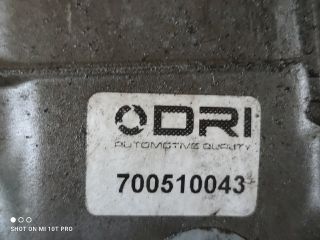 DRI
AUTOMOTIVE QUALITY
700510043
SHOT ON MI 10T PRO